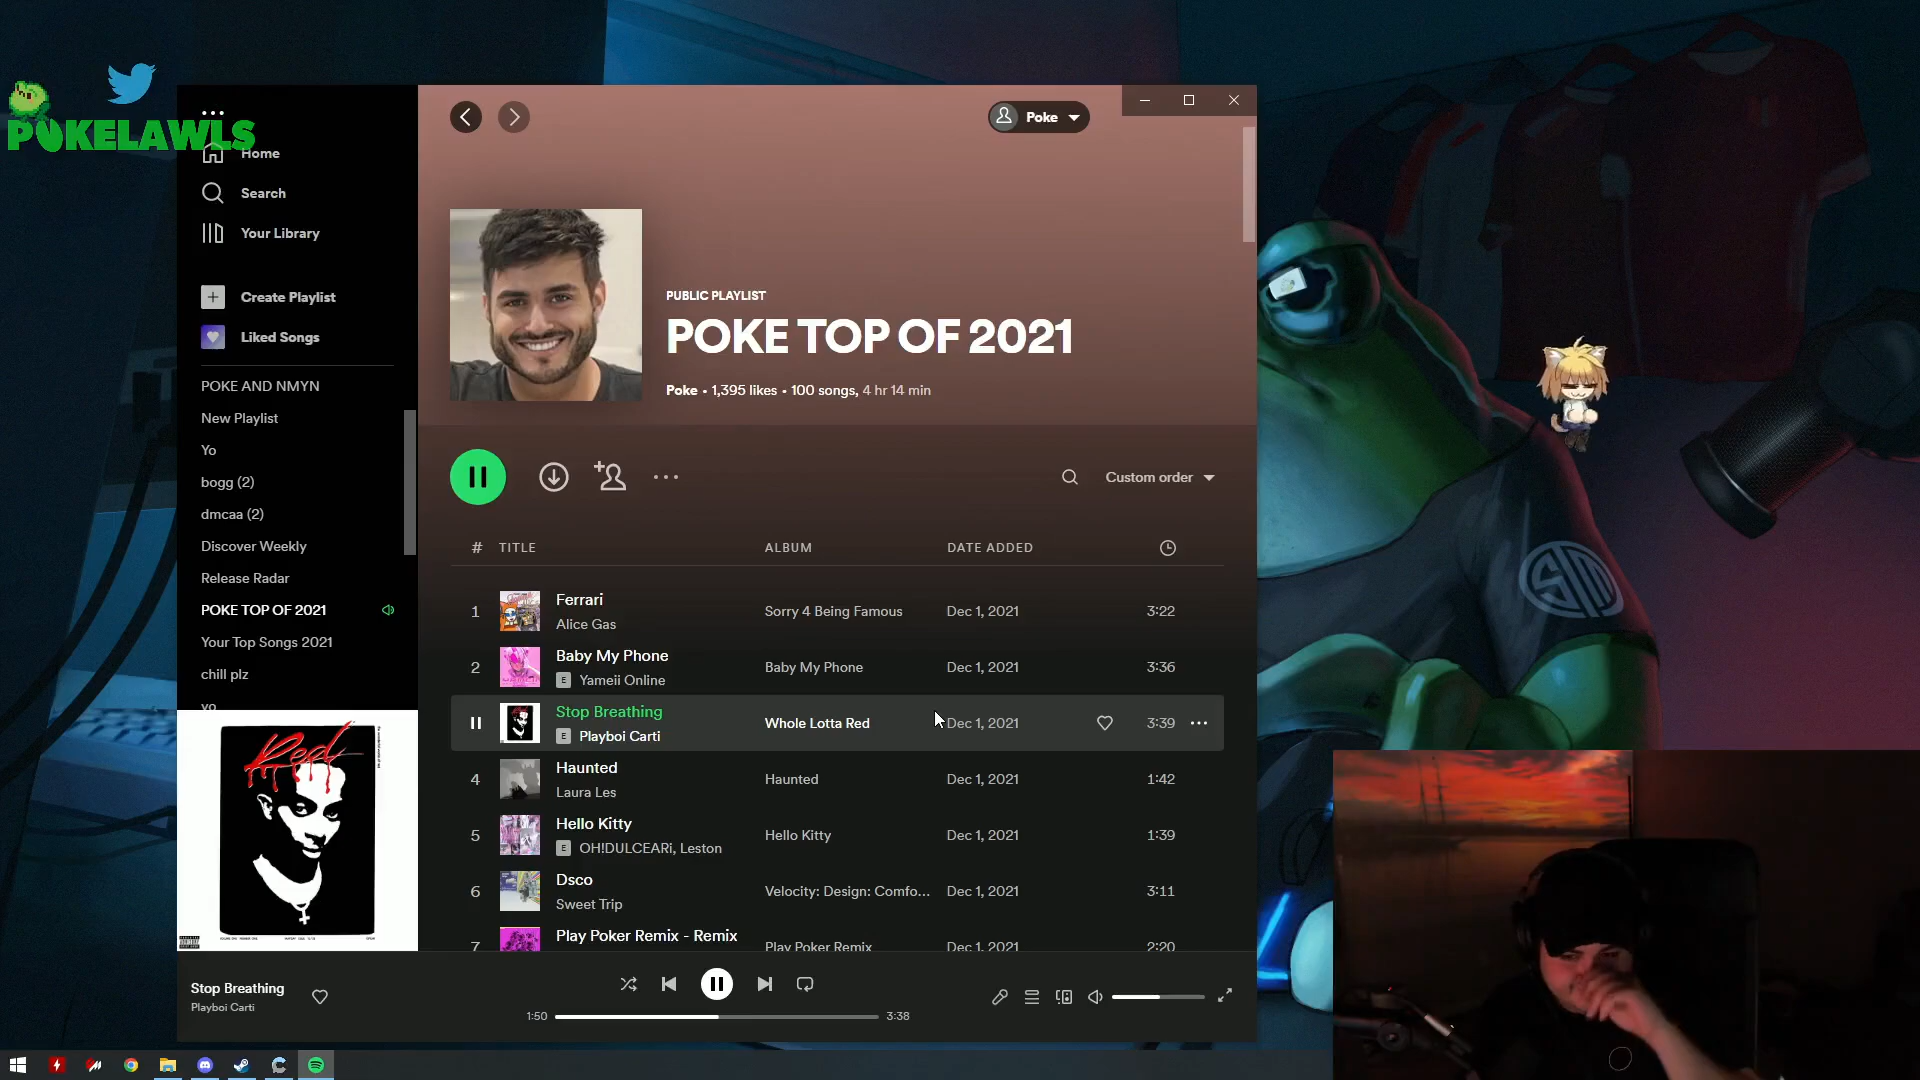 POKELAWLS
Home
Search
Your Library
Create Playlist
Liked Songs
POKE AND NMYN
New Playlist
Yo
bogg (2)
dmcaa (2)
Discover Weekly
Release Radar
POKE TOP OF 2021
Your Top Songs 2021
chill plz
yo
Poke
PUBLIC PLAYLIST
POKE TOP OF 2021
Poke • 1,395 likes • 100 songs, 4 hr 14 min
Custom order
# TITLE ALBUM DATE ADDED
1 Ferrari Sorry 4 Being Famous Dec 1, 2021 3:22
Alice Gas
2 Baby My Phone Baby My Phone Dec 1, 2021 3:36
E Yameii Online
Stop Breathing Whole Lotta Red Dec 1, 2021 3:39
E Playboi Carti
4 Haunted Haunted Dec 1, 2021 1:42
Laura Les
5 Hello Kitty Hello Kitty Dec 1, 2021 1:39
E OH!DULCEARi, Leston
6 Dsco Velocity: Design: Comfo... Dec 1, 2021 3:11
Sweet Trip
7 Play Poker Remix - Remix Play Poker Remix Dec 1, 2021 2:20
Red
Stop Breathing
Playboi Carti
1:50 3:38
TSM